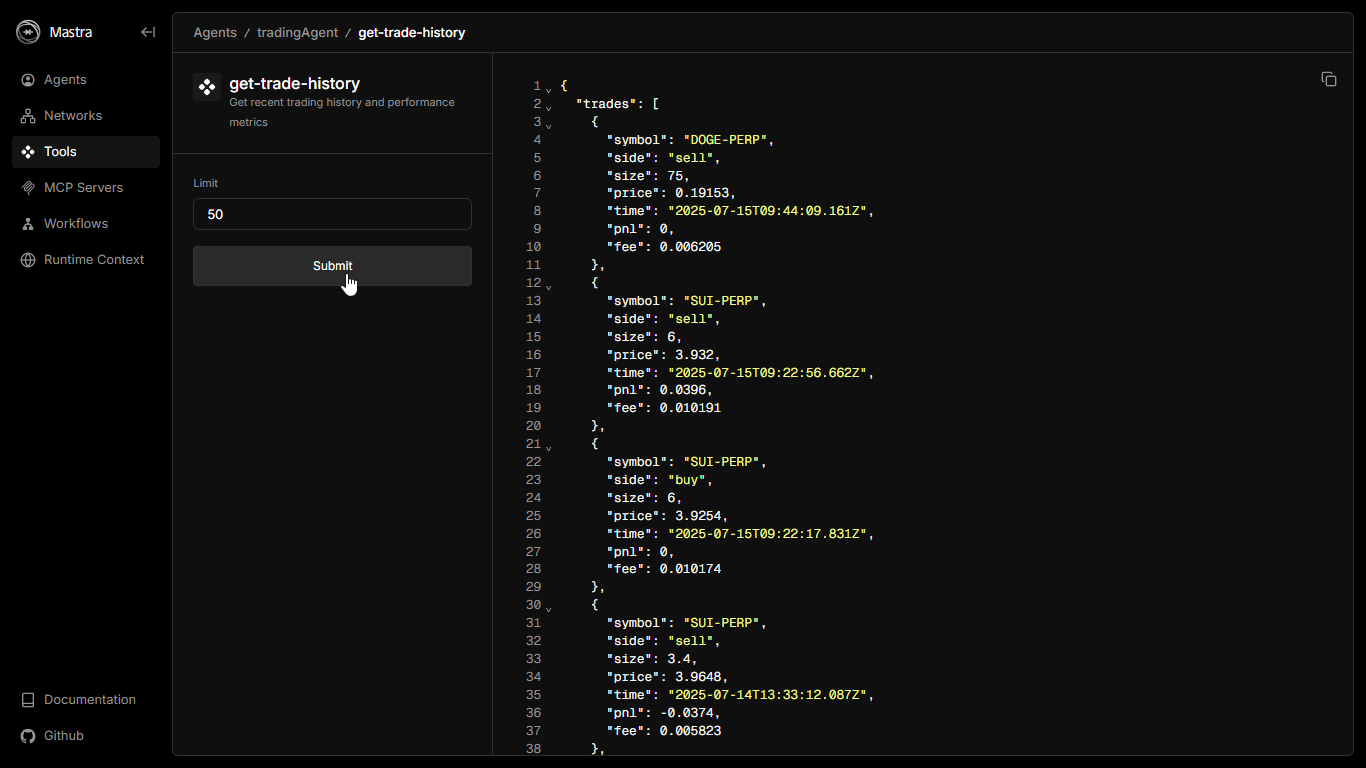 Mastra
Agents
Networks
Tools
MCP Servers
Workflows
Runtime Context
Documentation
Github
Agents / tradingAgent / get-trade-history
get-trade-history
Get recent trading history and performance
metrics
Limit
50
Submit
1 {
2 "trades": [
3 {
4 "symbol": "DOGE-PERP",
5 "side": "sell",
6 "size": 75,
7 "price": 0.19153,
8 "time": "2025-07-15T09:44:09.161Z",
9 "pnl": 0,
10 "fee": 0.006205
11 },
12 {
13 "symbol": "SUI-PERP",
14 "side": "sell",
15 "size": 6,
16 "price": 3.932,
17 "time": "2025-07-15T09:22:56.662Z",
18 "pnl": 0.0396,
19 "fee": 0.010191
20 },
21 {
22 "symbol": "SUI-PERP",
23 "side": "buy",
24 "size": 6,
25 "price": 3.9254,
26 "time": "2025-07-15T09:22:17.831Z",
27 "pnl": 0,
28 "fee": 0.010174
29 },
30 {
31 "symbol": "SUI-PERP",
32 "side": "sell",
33 "size": 3.4,
34 "price": 3.9648,
35 "time": "2025-07-14T13:33:12.087Z",
36 "pnl": -0.0374,
37 "fee": 0.005823
38 },